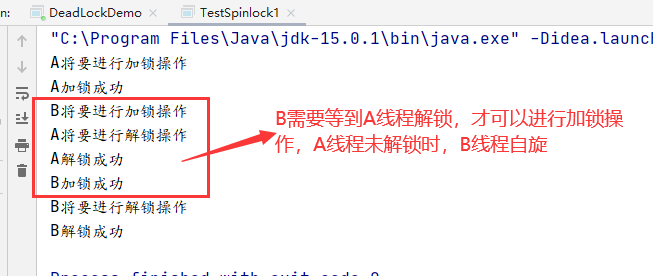 n:
DeadLockDemo
TestSpinlock1
"C:\Program Files\Java\jdk-15.0.1\bin\java.exe" -Didea.launc
A将要进行加锁操作
A加锁成功
B将要进行加锁操作
A将要进行解锁操作
A解锁成功
B加锁成功
B将要进行解锁操作
B解锁成功
B需要等到A线程解锁，才可以进行加锁操
作，A线程未解锁时，B线程自旋
Process finished with exit code 0